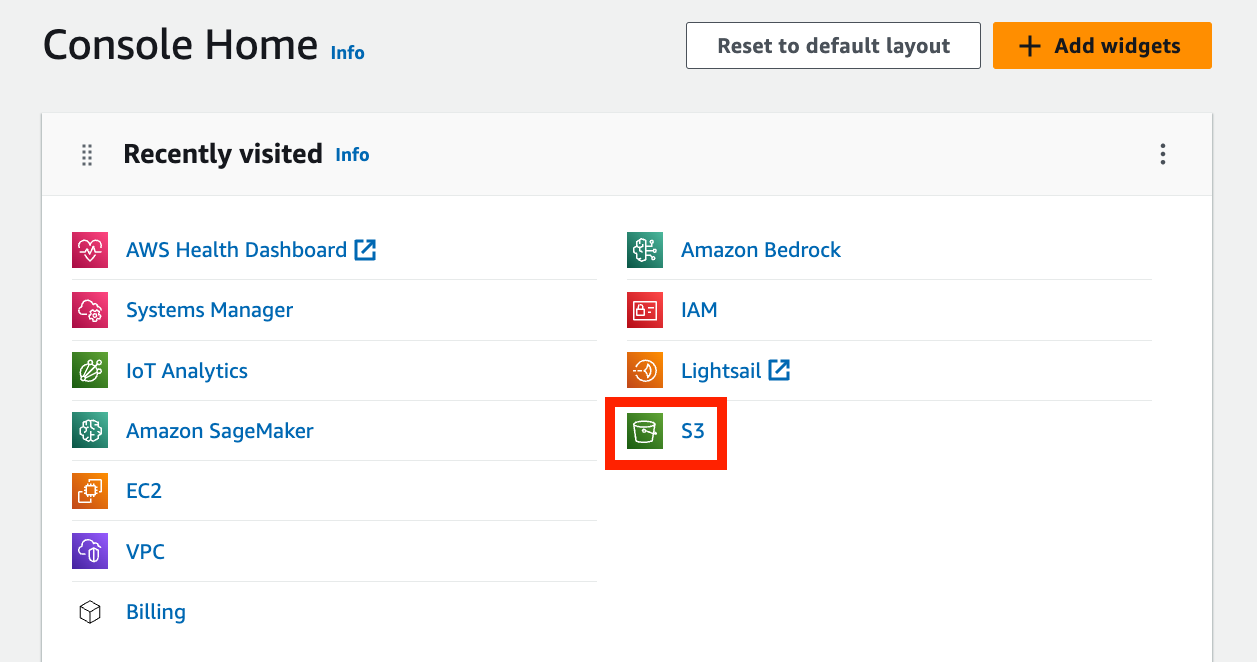 Console Home Info
Reset to default layout
Add widgets
Recently visited Info
AWS Health Dashboard
Systems Manager
IoT Analytics
Amazon SageMaker
EC2
VPC
Billing
Amazon Bedrock
IAM
Lightsail
S3